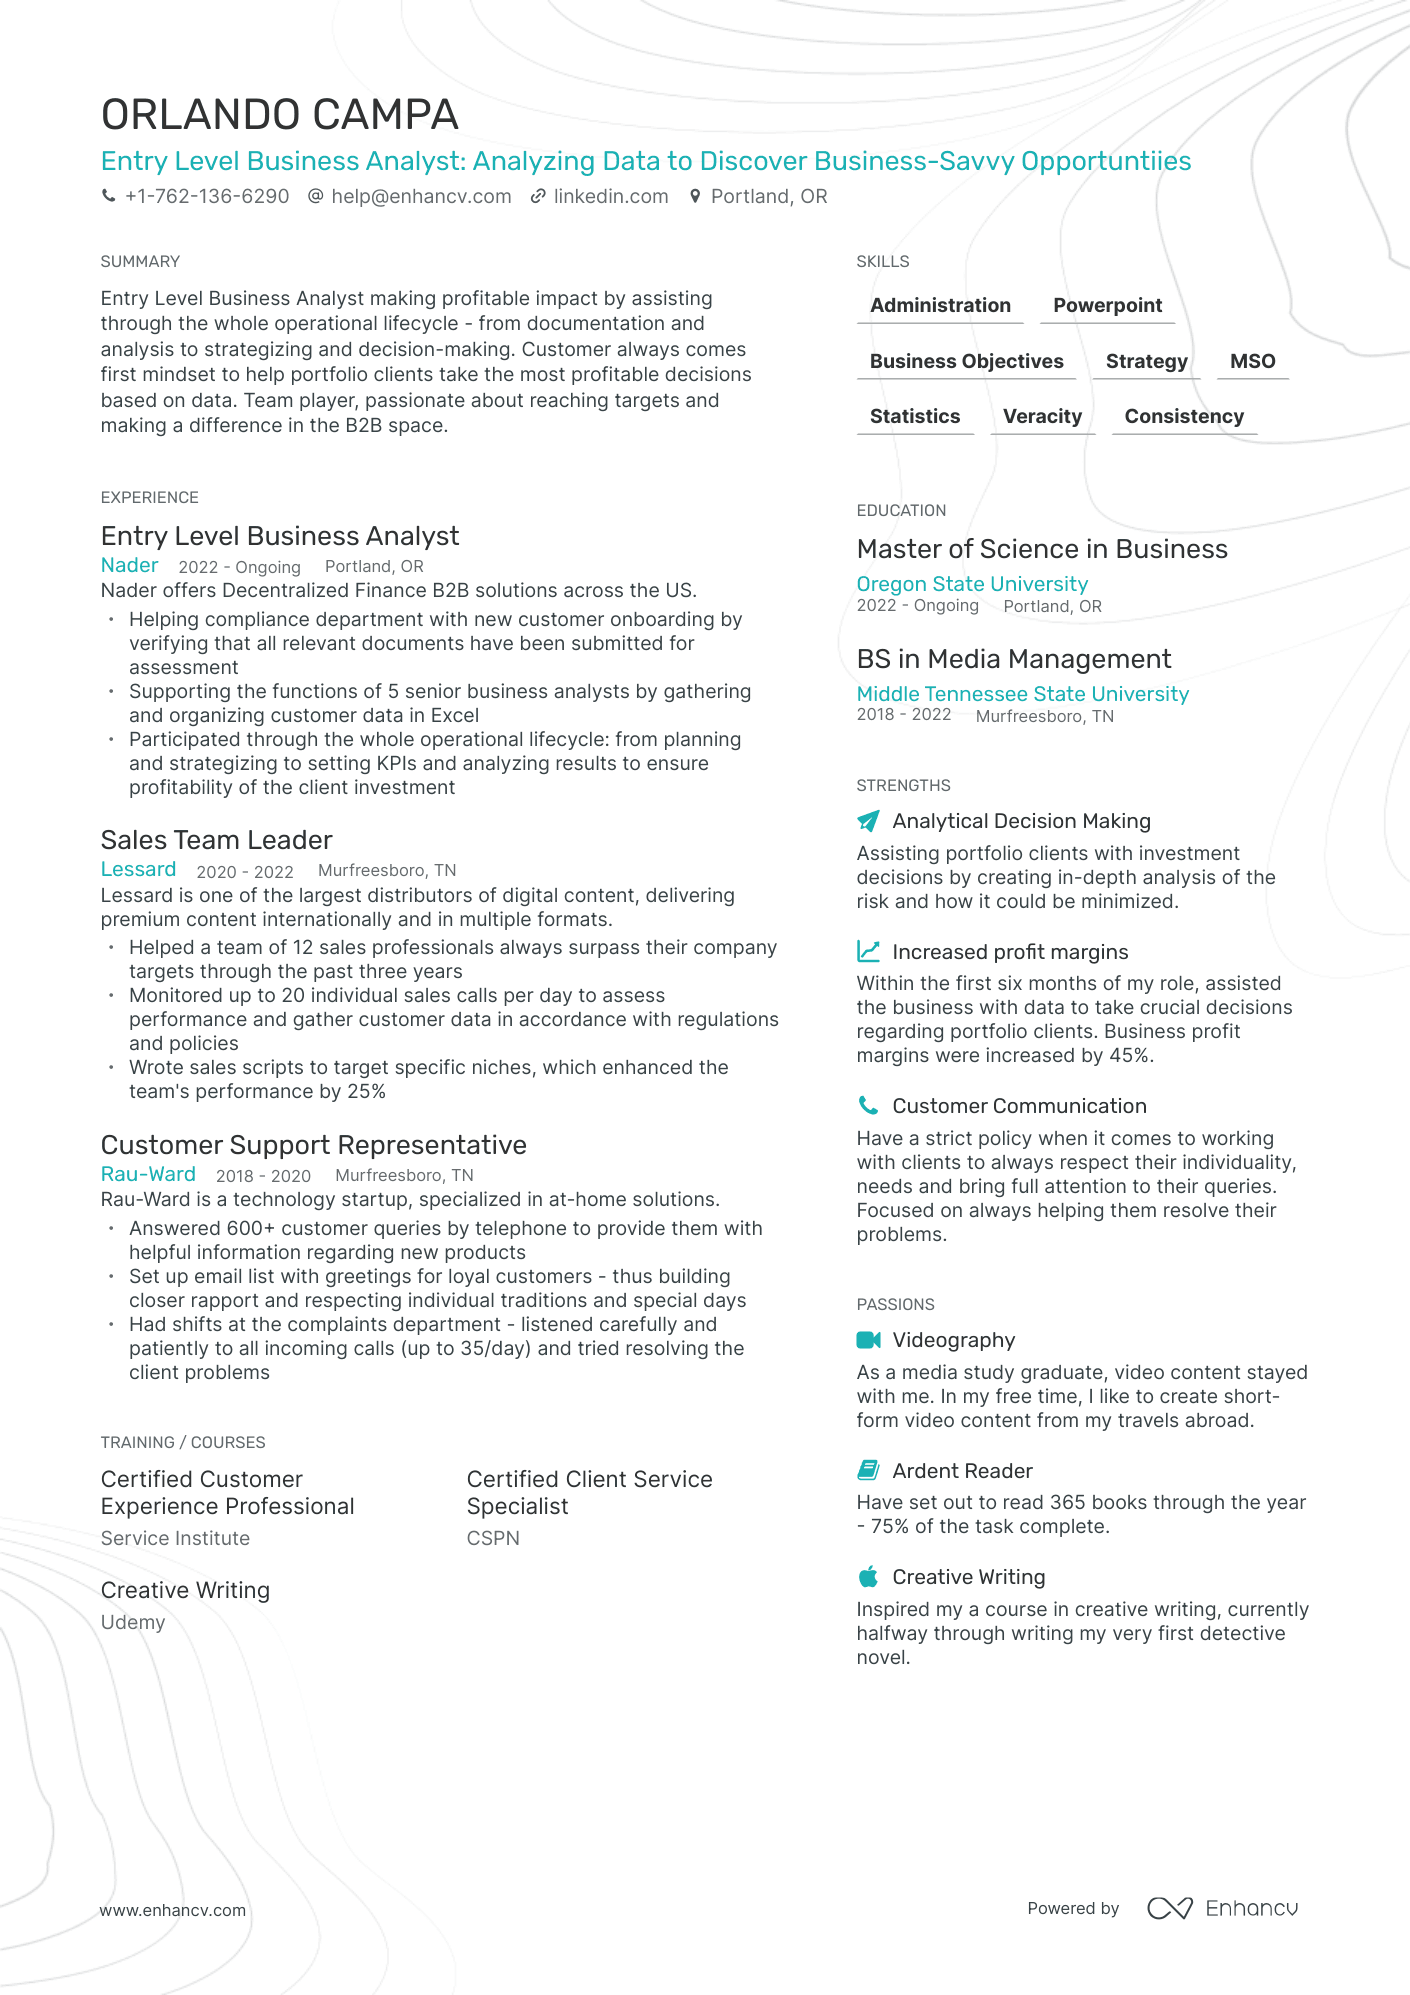 ORLANDO CAMPA
Entry Level Business Analyst: Analyzing Data to Discover Business-Savvy Opportuntiies
+1-762-136-6290 @ help@enhancv.com linkedin.com Portland, OR
SUMMARY
Entry Level Business Analyst making profitable impact by assisting
through the whole operational lifecycle - from documentation and
analysis to strategizing and decision-making. Customer always comes
first mindset to help portfolio clients take the most profitable decisions
based on data. Team player, passionate about reaching targets and
making a difference in the B2B space.
EXPERIENCE
Entry Level Business Analyst
Nader 2022 - Ongoing Portland, OR
Nader offers Decentralized Finance B2B solutions across the US.
• Helping compliance department with new customer onboarding by
verifying that all relevant documents have been submitted for
assessment
• Supporting the functions of 5 senior business analysts by gathering
and organizing customer data in Excel
• Participated through the whole operational lifecycle: from planning
and strategizing to setting KPIs and analyzing results to ensure
profitability of the client investment
Sales Team Leader
Lessard 2020 - 2022 Murfreesboro, TN
Lessard is one of the largest distributors of digital content, delivering
premium content internationally and in multiple formats.
• Helped a team of 12 sales professionals always surpass their company
targets through the past three years
• Monitored up to 20 individual sales calls per day to assess
performance and gather customer data in accordance with regulations
and policies
• Wrote sales scripts to target specific niches, which enhanced the
team's performance by 25%
Customer Support Representative
Rau-Ward 2018 - 2020 Murfreesboro, TN
Rau-Ward is a technology startup, specialized in at-home solutions.
• Answered 600+ customer queries by telephone to provide them with
helpful information regarding new products
• Set up email list with greetings for loyal customers - thus building
closer rapport and respecting individual traditions and special days
• Had shifts at the complaints department - listened carefully and
patiently to all incoming calls (up to 35/day) and tried resolving the
client problems
TRAINING / COURSES
Certified Customer
Experience Professional
Service Institute
Certified Client Service
Specialist
CSPN
Creative Writing
Udemy
SKILLS
Administration Powerpoint
Business Objectives Strategy MSO
Statistics Veracity Consistency
EDUCATION
Master of Science in Business
Oregon State University
2022 - Ongoing Portland, OR
BS in Media Management
Middle Tennessee State University
2018 - 2022 Murfreesboro, TN
STRENGTHS
Analytical Decision Making
Assisting portfolio clients with investment
decisions by creating in-depth analysis of the
risk and how it could be minimized.
Increased profit margins
Within the first six months of my role, assisted
the business with data to take crucial decisions
regarding portfolio clients. Business profit
margins were increased by 45%.
Customer Communication
Have a strict policy when it comes to working
with clients to always respect their individuality,
needs and bring full attention to their queries.
Focused on always helping them resolve their
problems.
PASSIONS
Videography
As a media study graduate, video content stayed
with me. In my free time, I like to create short-
form video content from my travels abroad.
Ardent Reader
Have set out to read 365 books through the year
- 75% of the task complete.
Creative Writing
Inspired my a course in creative writing, currently
halfway through writing my very first detective
novel.
www.enhancv.com
Powered by Enhancv